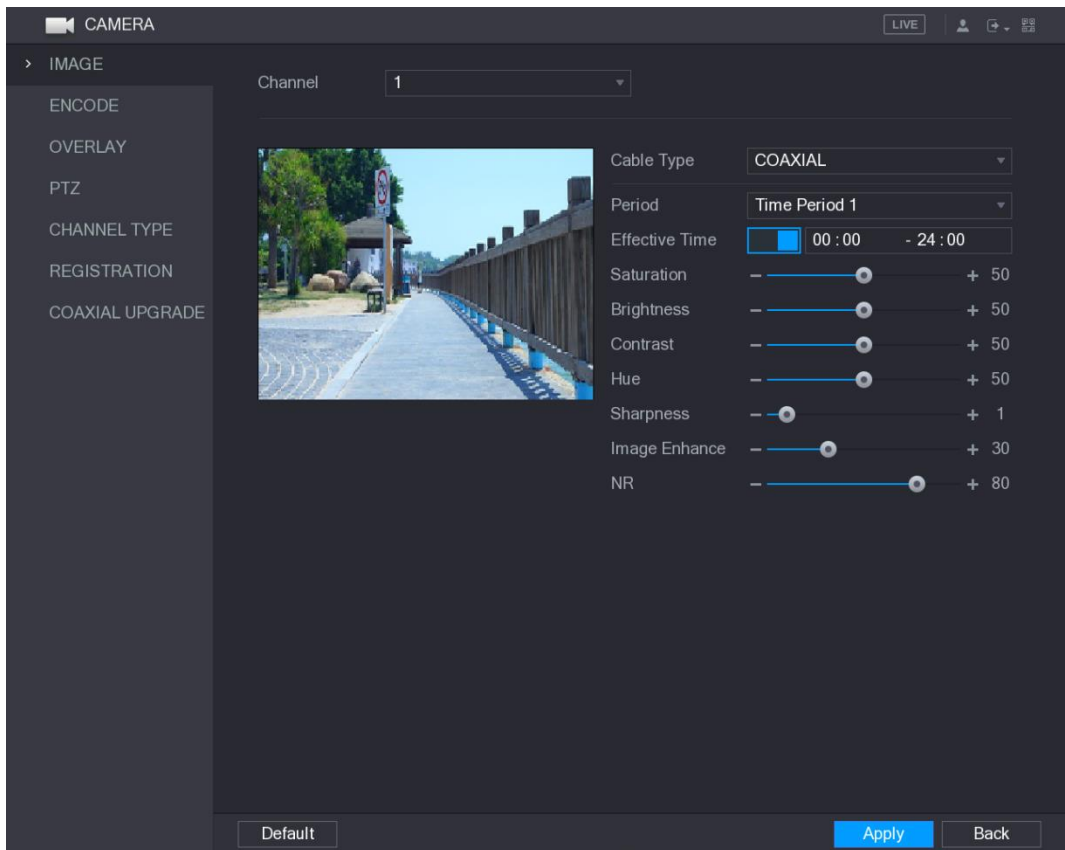 CAMERA
LIVE
IMAGE
ENCODE
OVERLAY
PTZ
CHANNEL TYPE
REGISTRATION
COAXIAL UPGRADE
Channel 1
Cable Type COAXIAL
Period Time Period 1
Effective Time 00 : 00 - 24 : 00
Saturation - + 50
Brightness - + 50
Contrast - + 50
Hue - + 50
Sharpness - + 1
Image Enhance - + 30
NR - + 80
Default Apply Back